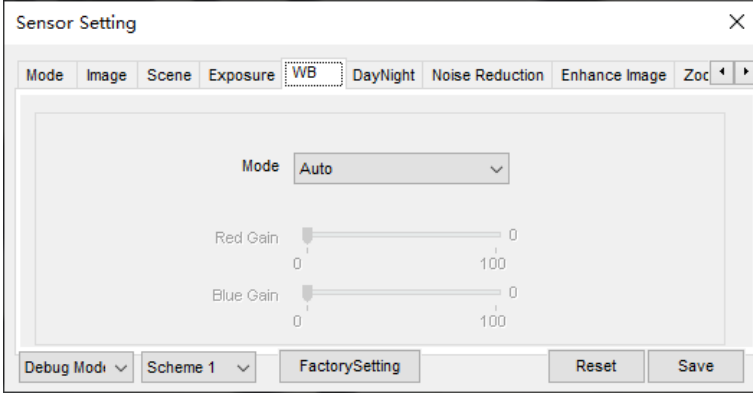 Sensor Setting
Mode Image Scene Exposure WB DayNight Noise Reduction Enhance Image Zoc
Mode Auto
Red Gain 0
0 100
Blue Gain 0
0 100
Debug Mod Scheme 1 FactorySetting Reset Save